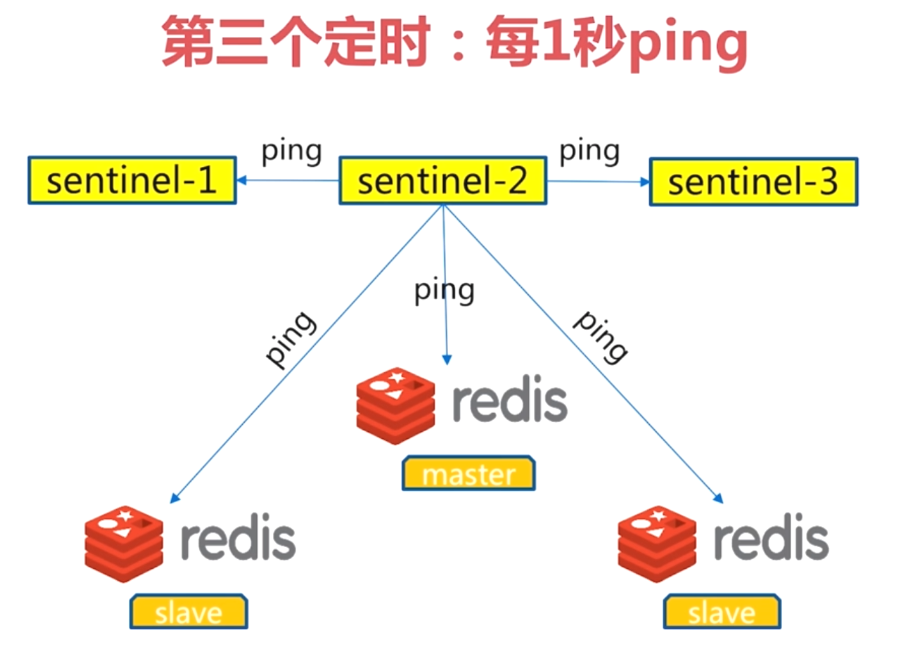 第三个定时：每1秒ping
ping
ping
sentinel-1
sentinel-2
sentinel-3
ping
ping
ping
redis
master
redis
redis
slave
slave